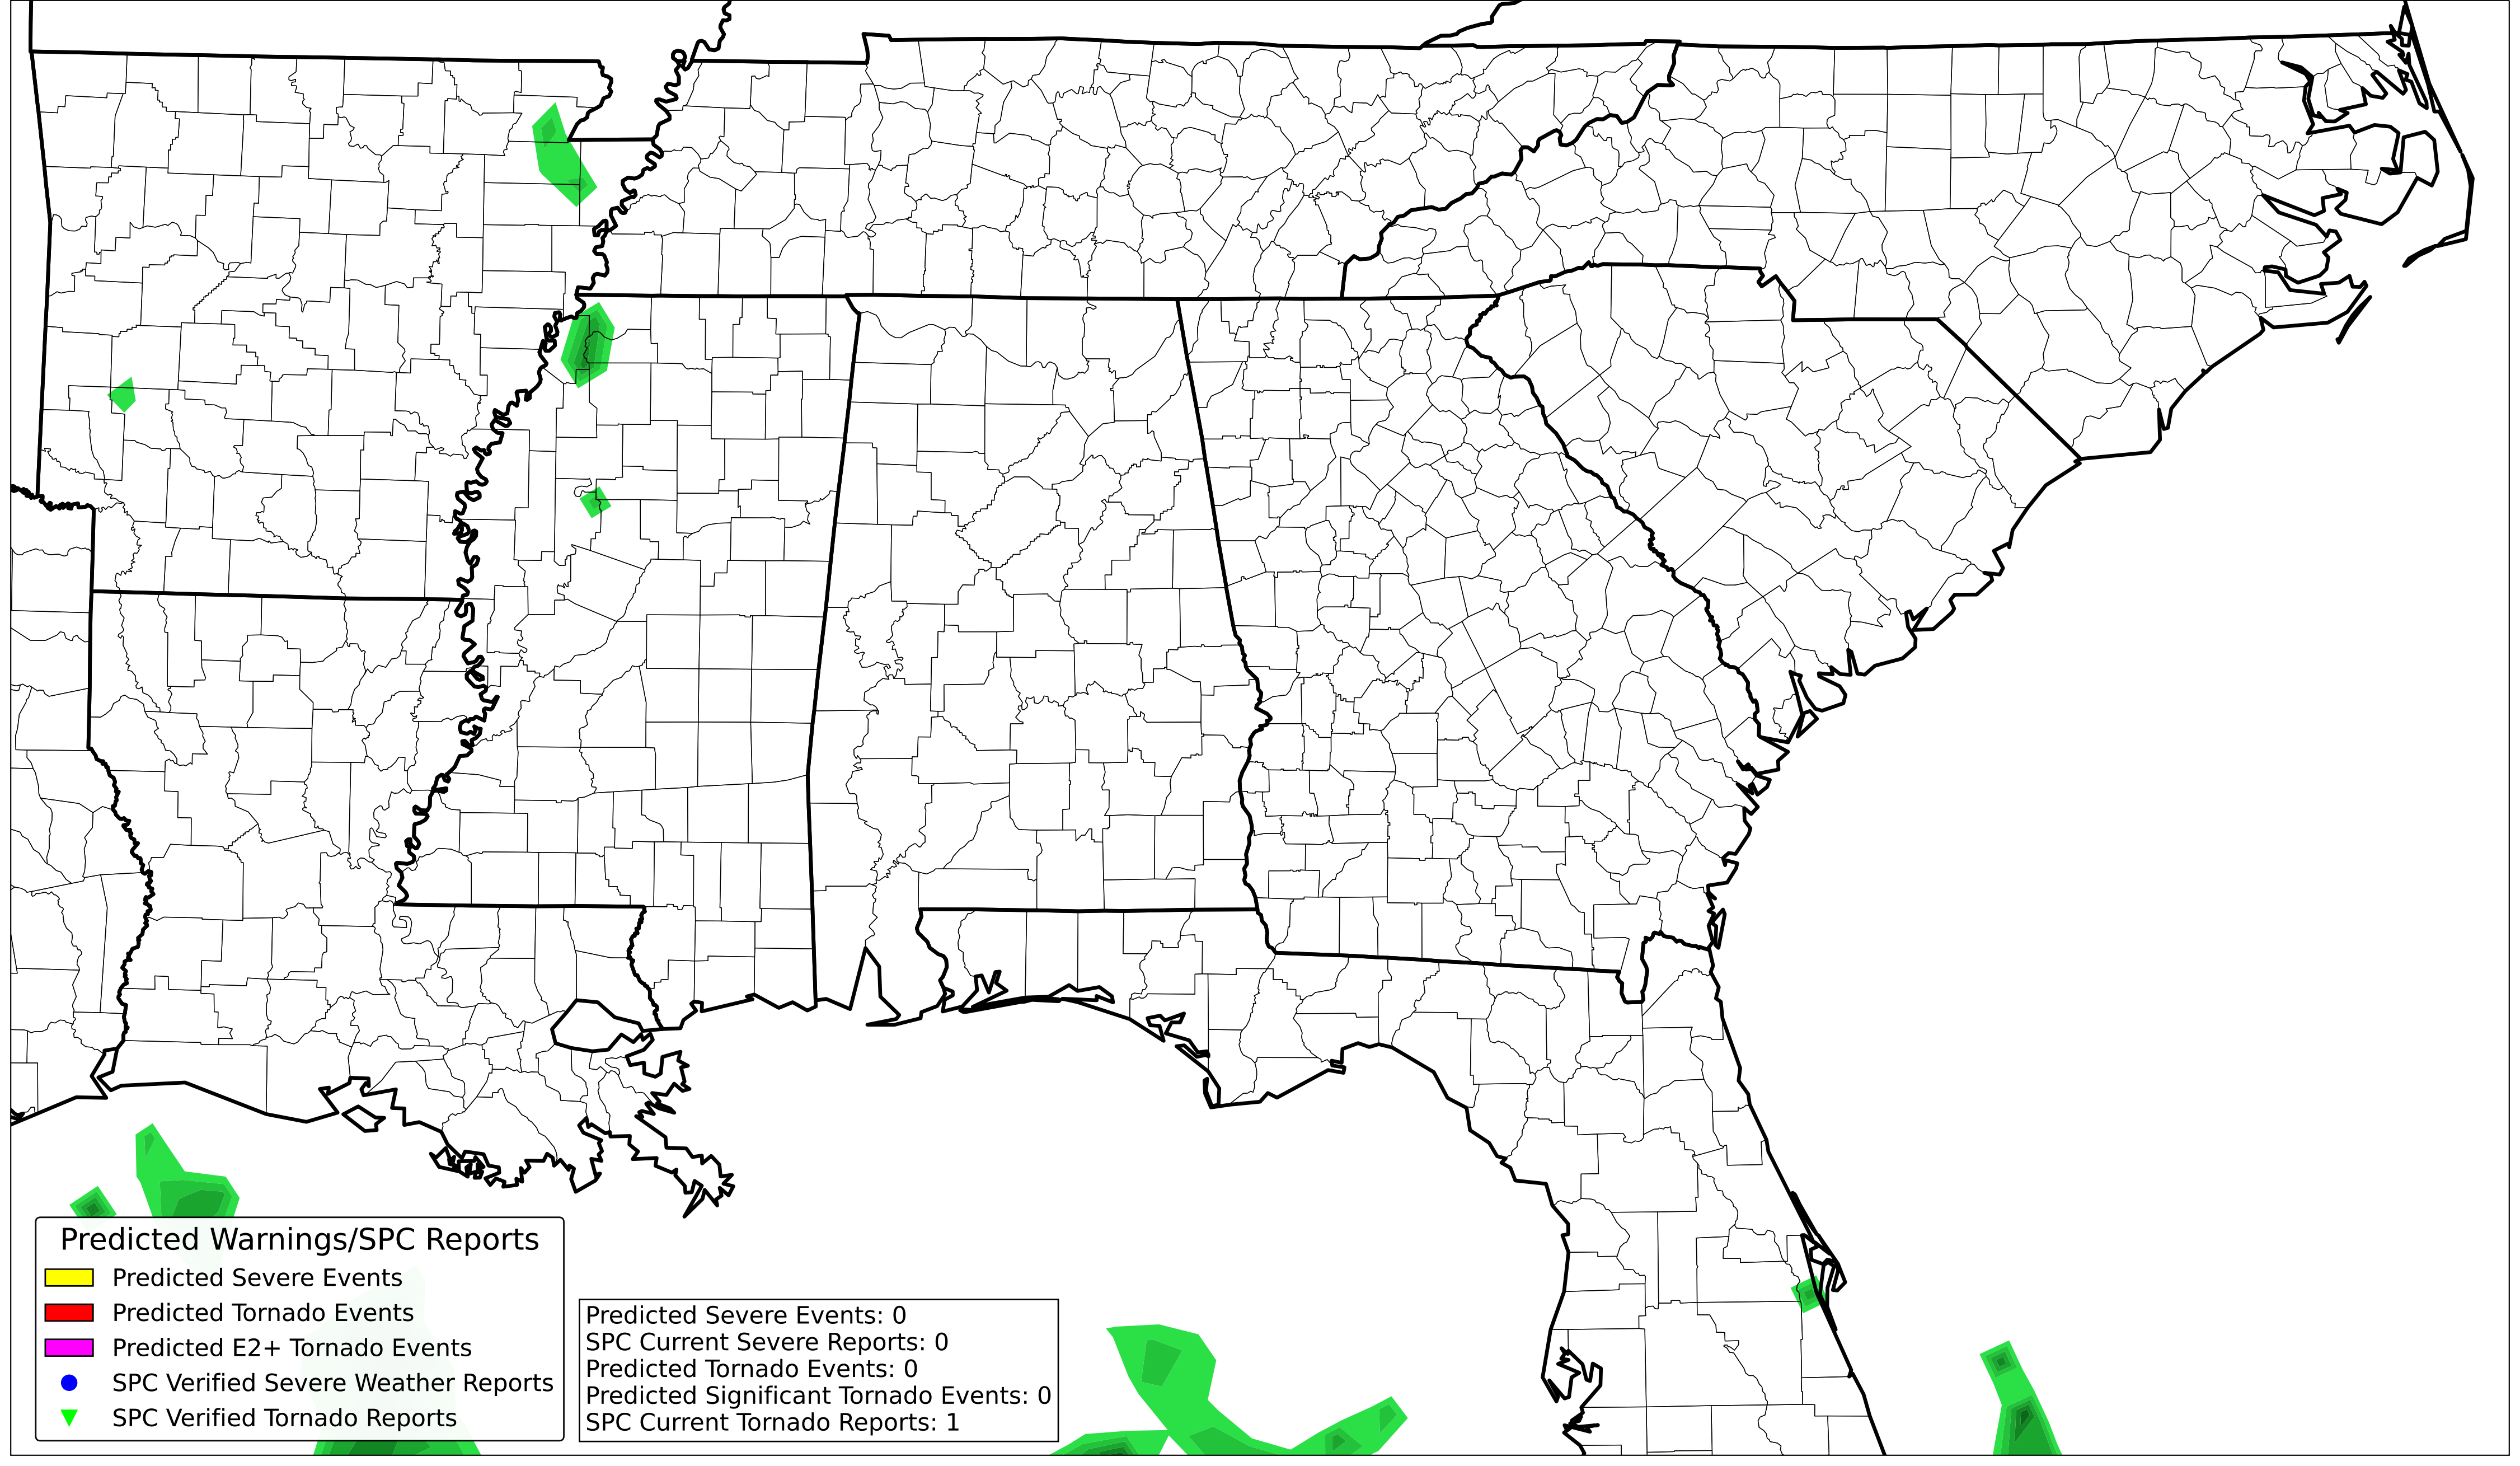 Predicted Warnings/SPC Reports
Predicted Severe Events
Predicted Tornado Events
Predicted E2+ Tornado Events
SPC Verified Severe Weather Reports
SPC Verified Tornado Reports
Predicted Severe Events: 0
SPC Current Severe Reports: 0
Predicted Tornado Events: 0
Predicted Significant Tornado Events: 0
SPC Current Tornado Reports: 1